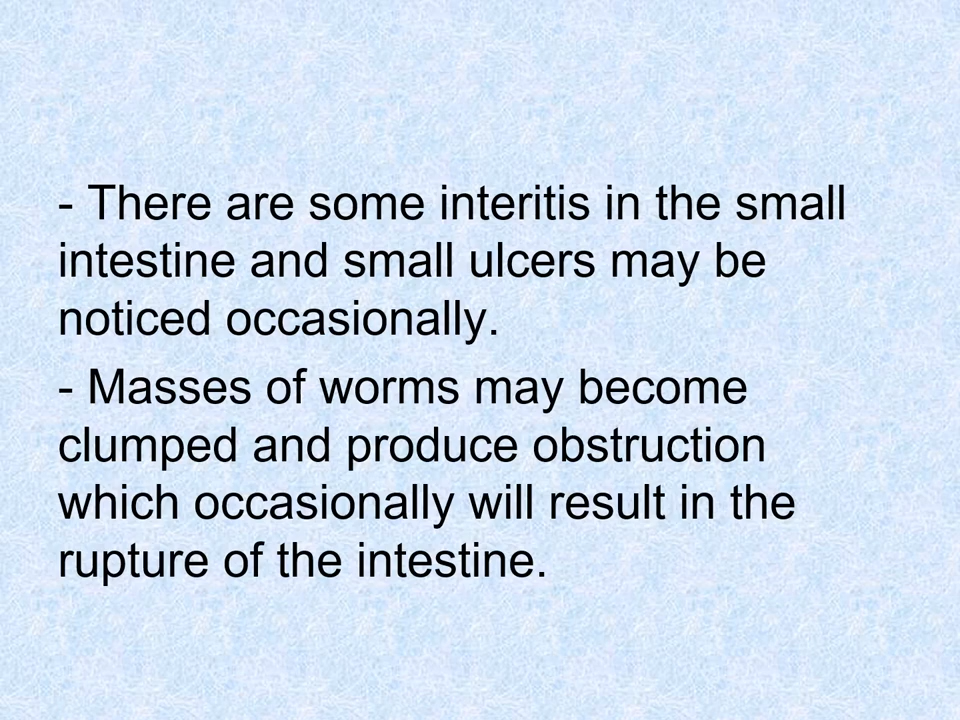 - There are some interitis in the small
intestine and small ulcers may be
noticed occasionally.
- Masses of worms may become
clumped and produce obstruction
which occasionally will result in the
rupture of the intestine.